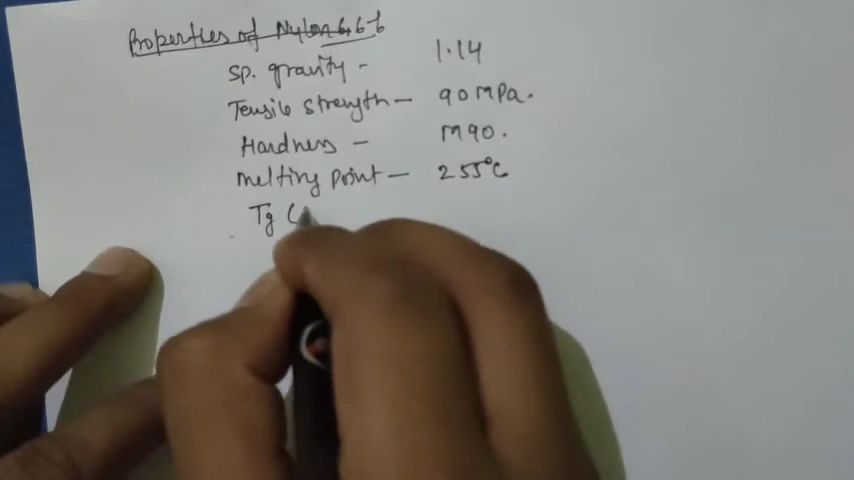 Properties of Nylon 6,6-6
Sp. gravity - 1.14
Tensile strength - 90 MPa.
Hardness - M90.
Melting point - 255°C
Tg (